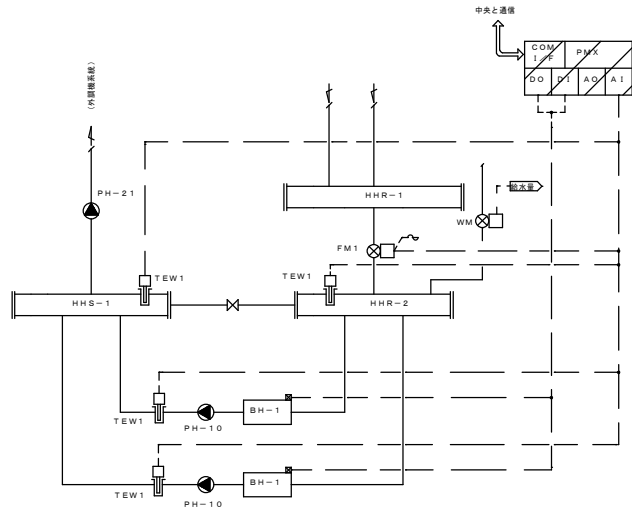 中央と通信
COM
I/F
PMX
DO
DI
AO
AI
(外調機系統)
PH-21
HHR-1
給水量
WM
FM1
TEW1
TEW1
HHS-1
HHR-2
TEW1
PH-10
BH-1
TEW1
PH-10
BH-1